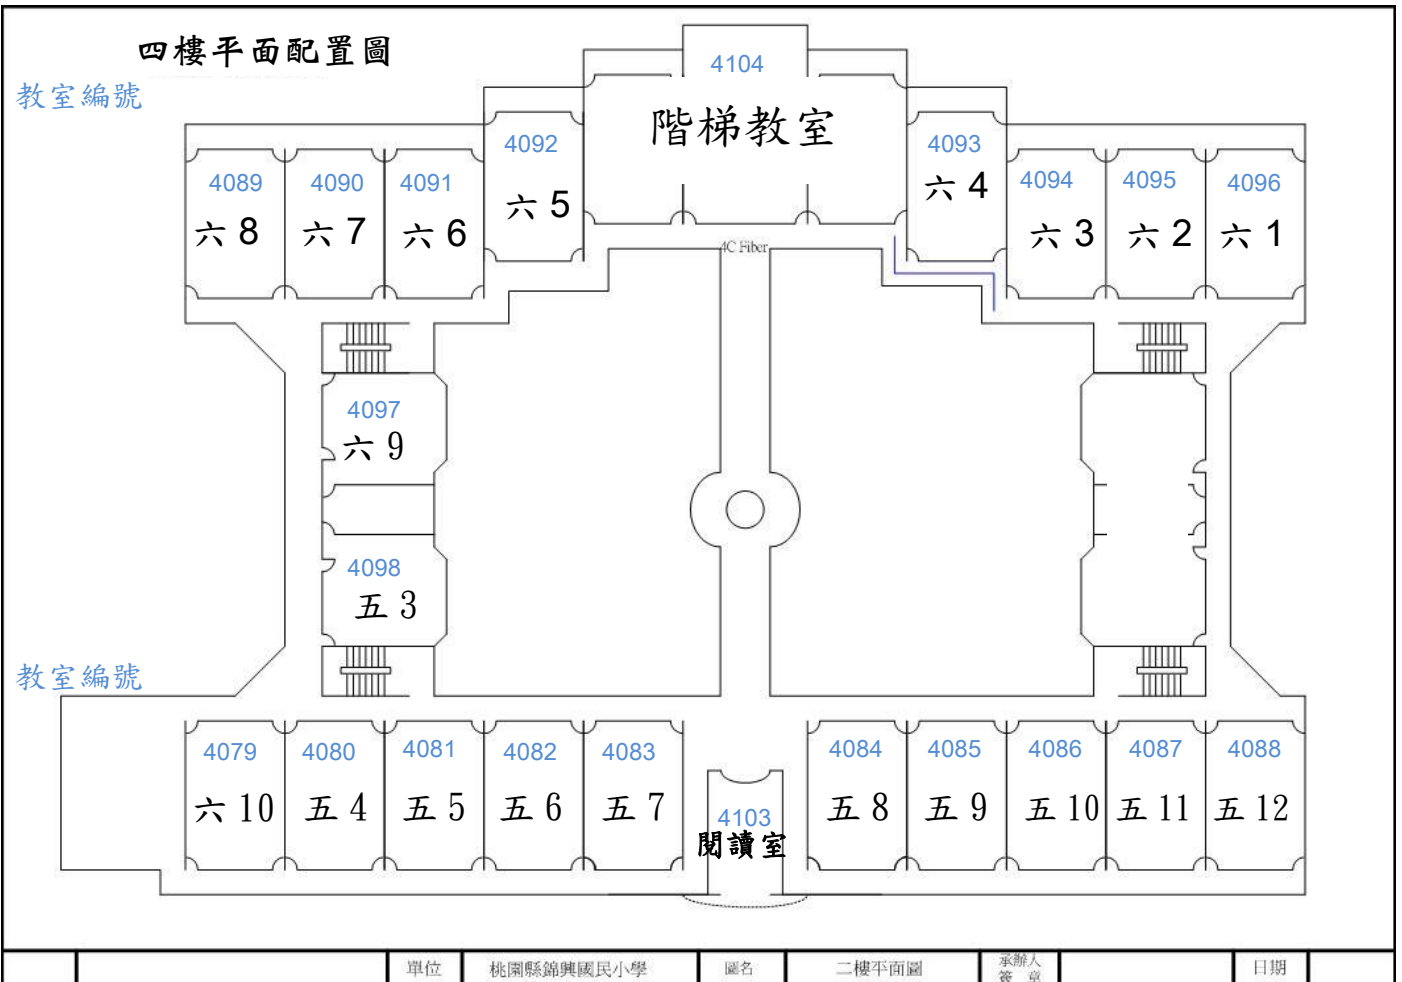 四樓平面配置圖
教室編號
4104
階梯教室
4092
六 5
4093
六 4
4089
六 8
4090
六 7
4091
六 6
4094
六 3
4095
六 2
4096
六 1
4C Fiber
4097
六 9
4098
五 3
教室編號
4079
六 10
4080
五 4
4081
五 5
4082
五 6
4083
五 7
4103
閱讀室
4084
五 8
4085
五 9
4086
五 10
4087
五 11
4088
五 12
單位
桃園縣錦興國民小學
圖名
二樓平面圖
承辦人
簽 章
日期